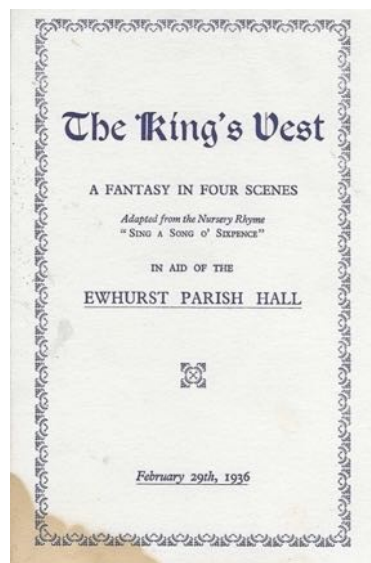 The King's Vest
A FANTASY IN FOUR SCENES
Adapted from the Nursery Rhyme
"SING A SONG O' SIXPENCE"
IN AID OF THE
EWHURST PARISH HALL
February 29th, 1936